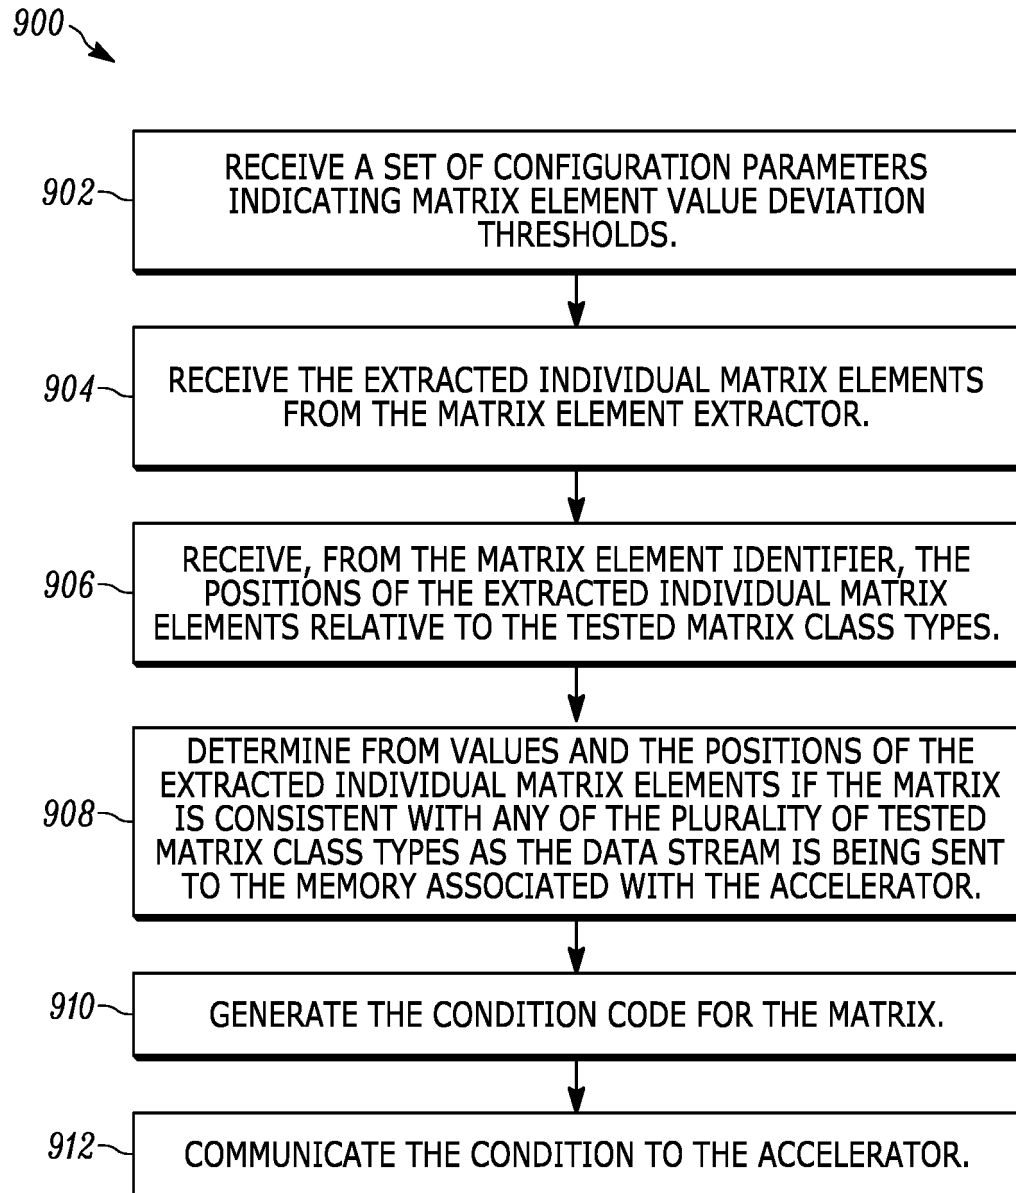 900
902
RECEIVE A SET OF CONFIGURATION PARAMETERS
INDICATING MATRIX ELEMENT VALUE DEVIATION
THRESHOLDS.
904
RECEIVE THE EXTRACTED INDIVIDUAL MATRIX ELEMENTS
FROM THE MATRIX ELEMENT EXTRACTOR.
906
RECEIVE, FROM THE MATRIX ELEMENT IDENTIFIER, THE
POSITIONS OF THE EXTRACTED INDIVIDUAL MATRIX
ELEMENTS RELATIVE TO THE TESTED MATRIX CLASS TYPES.
908
DETERMINE FROM VALUES AND THE POSITIONS OF THE
EXTRACTED INDIVIDUAL MATRIX ELEMENTS IF THE MATRIX
IS CONSISTENT WITH ANY OF THE PLURALITY OF TESTED
MATRIX CLASS TYPES AS THE DATA STREAM IS BEING SENT
TO THE MEMORY ASSOCIATED WITH THE ACCELERATOR.
910
GENERATE THE CONDITION CODE FOR THE MATRIX.
912
COMMUNICATE THE CONDITION TO THE ACCELERATOR.